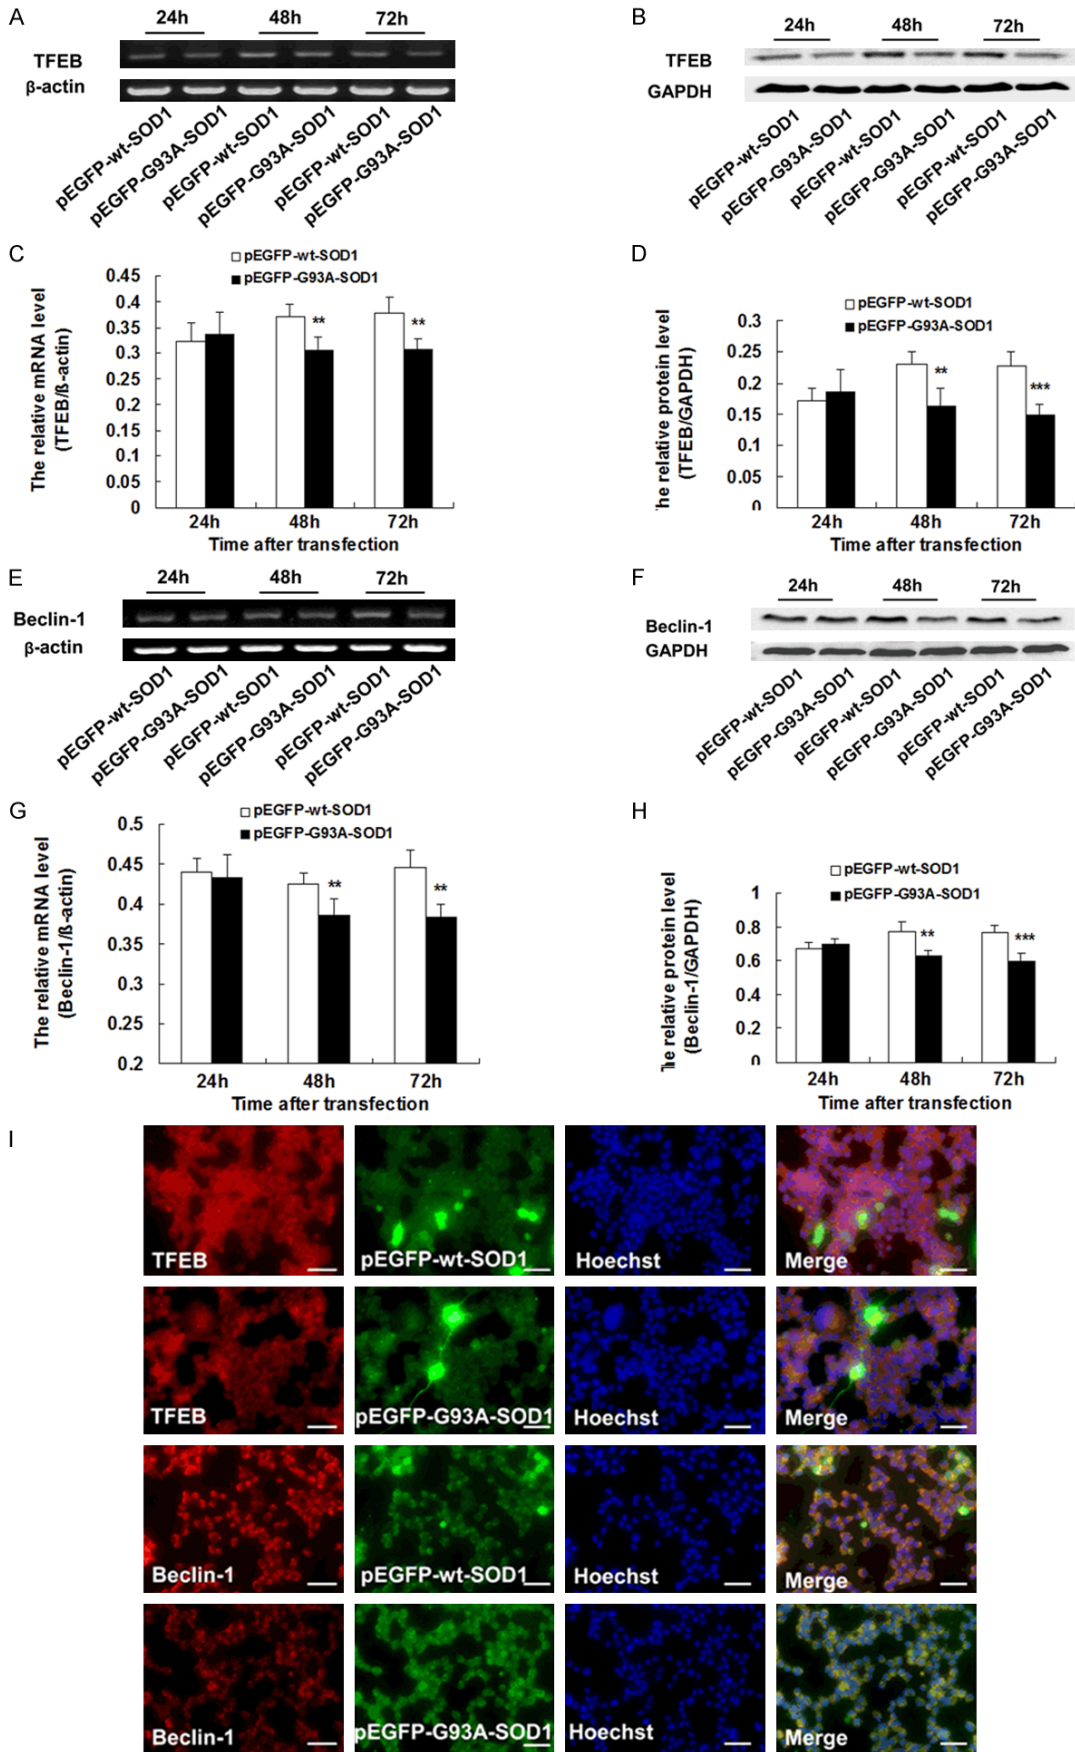 A
24h 48h 72h
TFEB
β-actin
pEGFP-wt-SOD1
pEGFP-G93A-SOD1
pEGFP-wt-SOD1
pEGFP-G93A-SOD1
pEGFP-wt-SOD1
pEGFP-G93A-SOD1
B
24h 48h 72h
TFEB
GAPDH
pEGFP-wt-SOD1
pEGFP-G93A-SOD1
pEGFP-wt-SOD1
pEGFP-G93A-SOD1
pEGFP-wt-SOD1
pEGFP-G93A-SOD1
C
pEGFP-wt-SOD1
pEGFP-G93A-SOD1
The relative mRNA level
(TFEB/ß-actin)
0.45
0.4
0.35
0.3
0.25
0.2
0.15
0.1
0.05
0
** **
24h 48h 72h
Time after transfection
D
pEGFP-wt-SOD1
pEGFP-G93A-SOD1
he relative protein level
(TFEB/GAPDH)
0.3
0.25
0.2
0.15
0.1
0.05
0
** ***
24h 48h 72h
Time after transfection
E
24h 48h 72h
Beclin-1
β-actin
pEGFP-wt-SOD1
pEGFP-G93A-SOD1
pEGFP-wt-SOD1
pEGFP-G93A-SOD1
pEGFP-wt-SOD1
pEGFP-G93A-SOD1
F
24h 48h 72h
Beclin-1
GAPDH
pEGFP-wt-SOD1
pEGFP-G93A-SOD1
pEGFP-wt-SOD1
pEGFP-G93A-SOD1
pEGFP-wt-SOD1
pEGFP-G93A-SOD1
G
pEGFP-wt-SOD1
pEGFP-G93A-SOD1
The relative mRNA level
(Beclin-1/ß-actin)
0.5
0.45
0.4
0.35
0.3
0.25
0.2
** **
24h 48h 72h
Time after transfection
H
pEGFP-wt-SOD1
pEGFP-G93A-SOD1
he relative protein level
(Beclin-1/GAPDH)
1
0.8
0.6
0.4
0.2
0
** ***
24h 48h 72h
Time after transfection
I
TFEB pEGFP-wt-SOD1 Hoechst Merge
TFEB pEGFP-G93A-SOD1 Hoechst Merge
Beclin-1 pEGFP-wt-SOD1 Hoechst Merge
Beclin-1 pEGFP-G93A-SOD1 Hoechst Merge